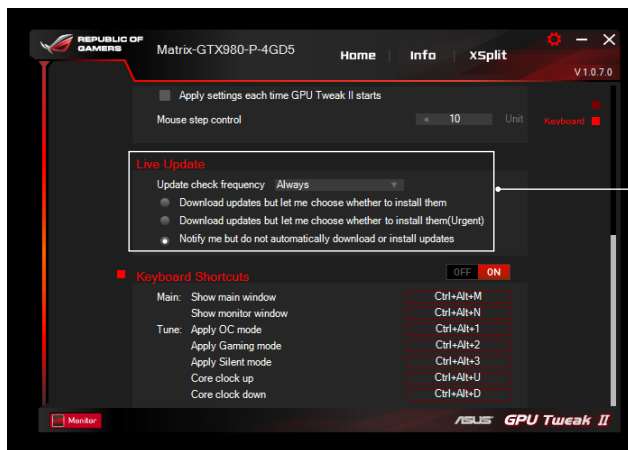 REPUBLIC OF
GAMERS
Matrix-GTX980-P-4GD5
Home
Info
XSplit
V 1.0.7.0
Apply settings each time GPU Tweak II starts
Mouse step control
10
Unit
Keyboard
Live Update
Update check frequency Always
Download updates but let me choose whether to install them
Download updates but let me choose whether to install them(Urgent)
Notify me but do not automatically download or install updates
Keyboard Shortcuts
OFF ON
Main: Show main window Ctrl+Alt+M
Show monitor window Ctrl+Alt+N
Tune: Apply OC mode Ctrl+Alt+1
Apply Gaming mode Ctrl+Alt+2
Apply Silent mode Ctrl+Alt+3
Core clock up Ctrl+Alt+U
Core clock down Ctrl+Alt+D
Monitor
ASUS GPU Tweak II